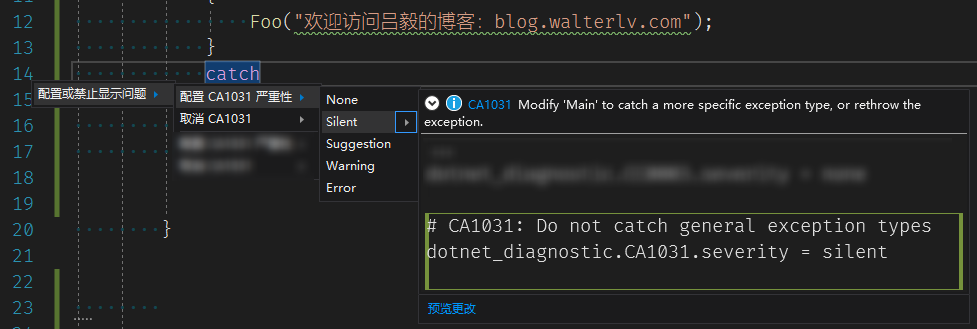 12 Foo("欢迎访问吕毅的博客：blog.walterlv.com");
13 }
14 catch
15 配置或禁止显示问题
配置 CA1031 严重性
取消 CA1031
None
Silent
Suggestion
Warning
Error
CA1031 Modify 'Main' to catch a more specific exception type, or rethrow the
exception.
# CA1031: Do not catch general exception types
dotnet_diagnostic.CA1031.severity = silent
预览更改
16
17
18
19
20 }
21
22
23